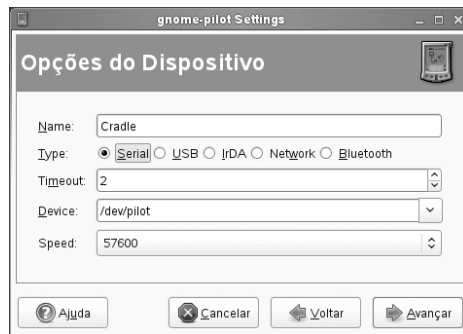 gnome-pilot Settings
Opções do Dispositivo
Name: Cradle
Type: Serial USB IrDA Network Bluetooth
Timeout: 2
Device: /dev/pilot
Speed: 57600
Ajuda Cancelar Voltar Avançar